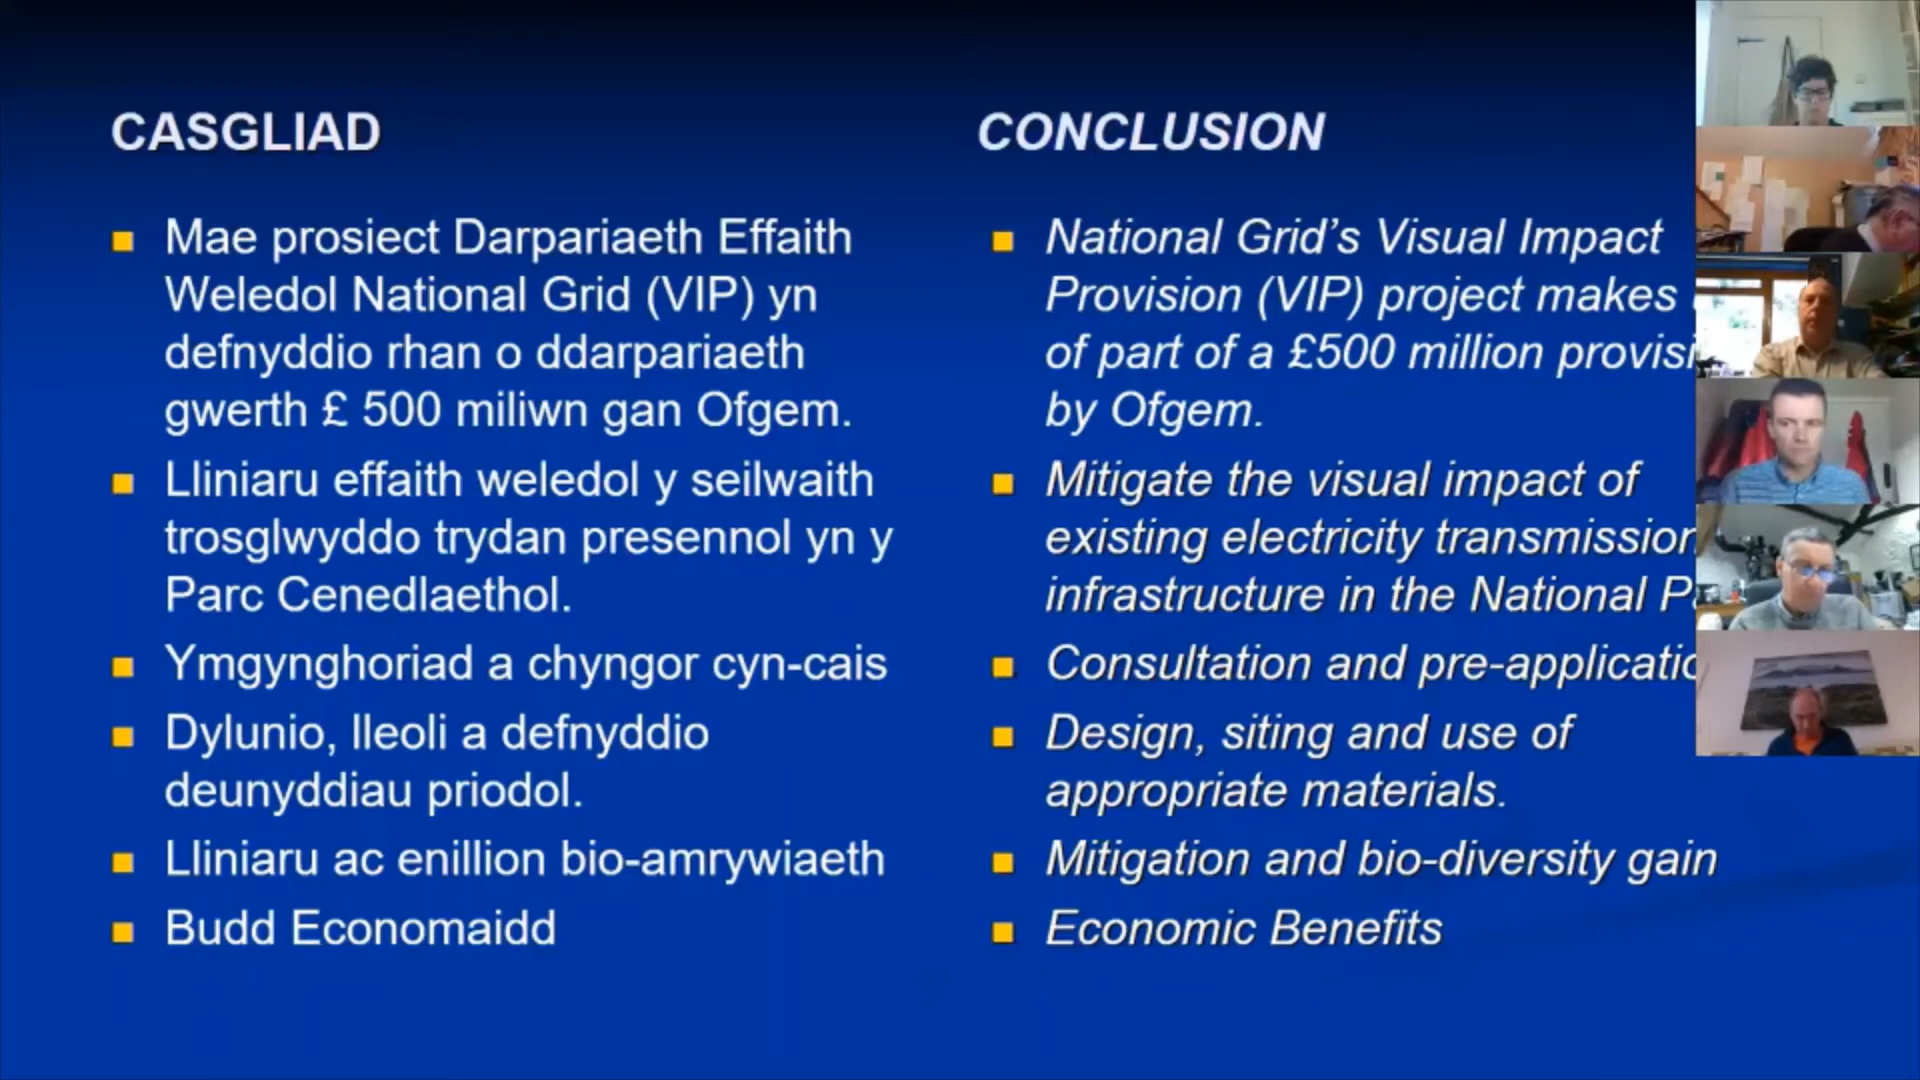 CASGLIAD
Mae prosiect Darpariaeth Effaith
Weledol National Grid (VIP) yn
defnyddio rhan o ddarpariaeth
gwerth £ 500 miliwn gan Ofgem.
Lliniaru effaith weledol y seilwaith
trosglwyddo trydan presennol yn y
Parc Cenedlaethol.
Ymgynghoriad a chyngor cyn-cais
Dylunio, lleoli a defnyddio
deunyddiau priodol.
Lliniaru ac enillion bio-amrywiaeth
Budd Economaidd
CONCLUSION
National Grid’s Visual Impact
Provision (VIP) project makes
of part of a £500 million
by Ofgem.
Mitigate the visual impact of
existing electricity transmission
infrastructure in the National
Consultation and
Design, siting and use of
appropriate materials.
Mitigation and bio-diversity gain
Economic Benefits